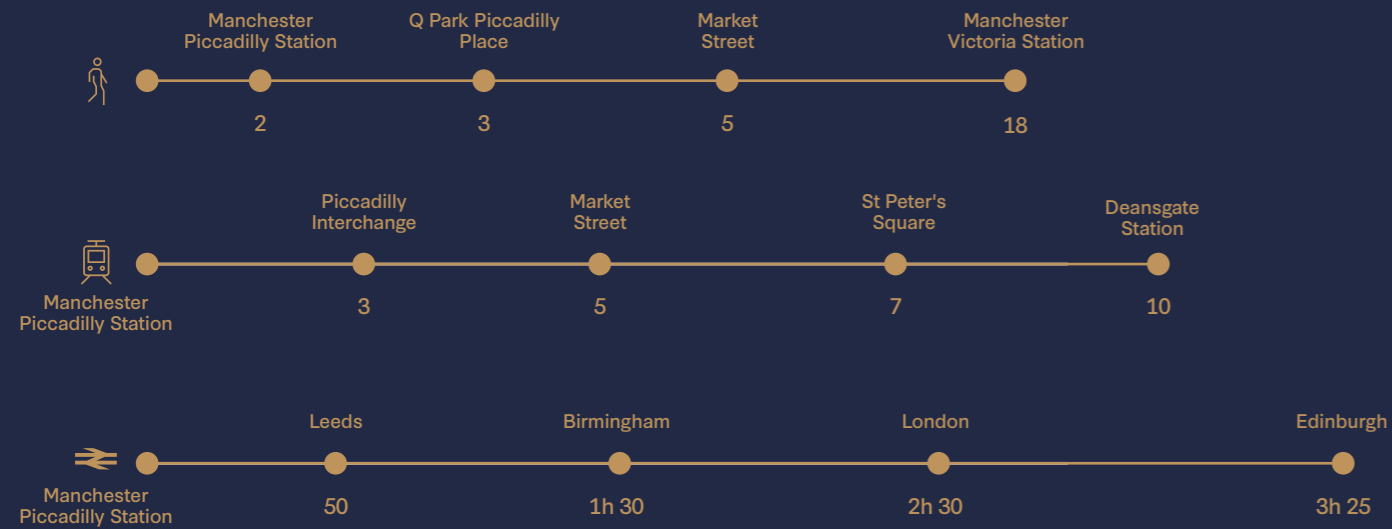 Manchester
Piccadilly Station
Q Park Piccadilly
Place
Market
Street
Manchester
Victoria Station
2
3
5
18
Piccadilly
Interchange
Market
Street
St Peter's
Square
Deansgate
Station
Manchester
Piccadilly Station
3
5
7
10
Leeds
Birmingham
London
Edinburgh
Manchester
Piccadilly Station
50
1h 30
2h 30
3h 25